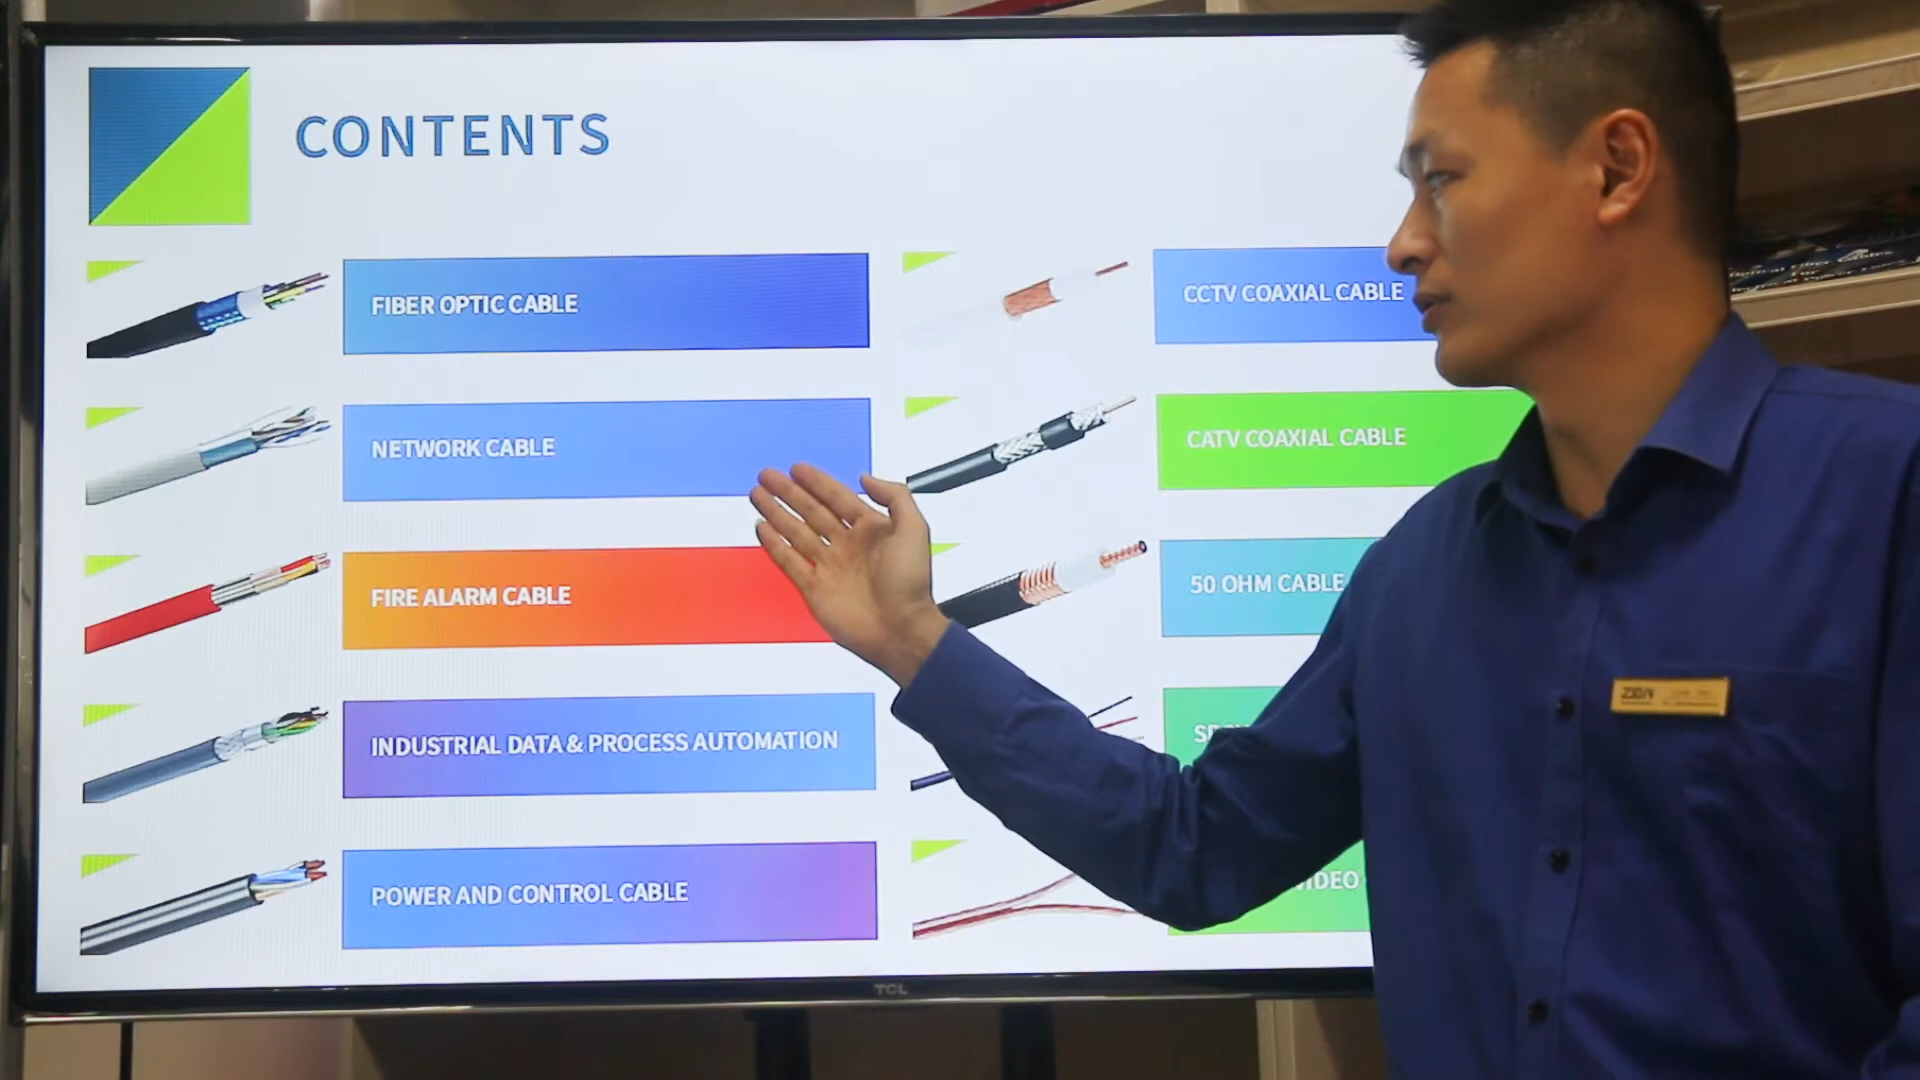 CONTENTS
FIBER OPTIC CABLE
NETWORK CABLE
FIRE ALARM CABLE
INDUSTRIAL DATA & PROCESS AUTOMATION
POWER AND CONTROL CABLE
CCTV COAXIAL CABLE
CATV COAXIAL CABLE
50 OHM CABLE
VIDEO
TCL